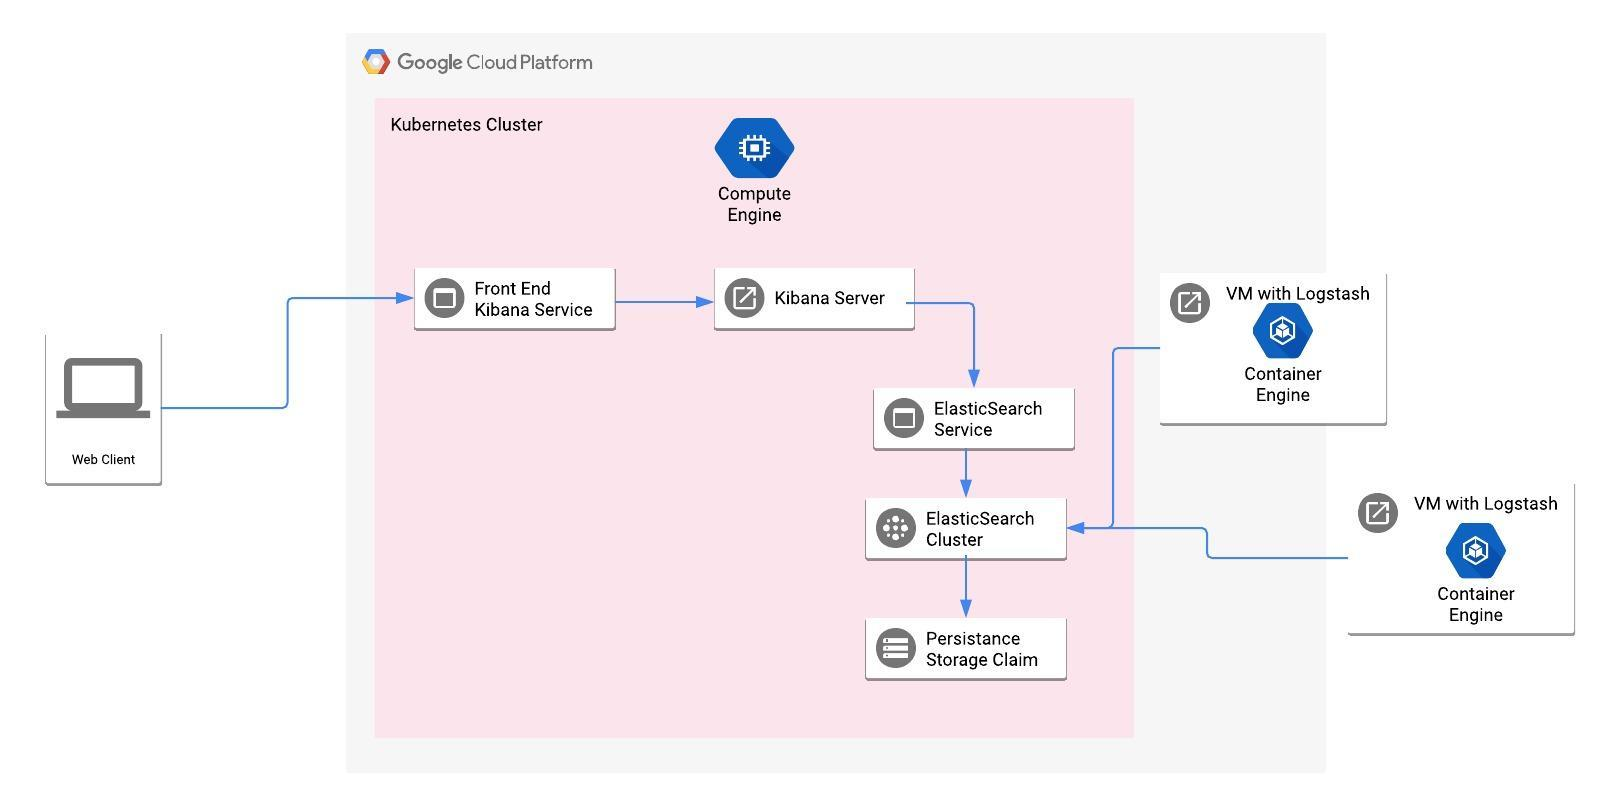 Google Cloud Platform
Kubernetes Cluster
Compute
Engine
Front End
Kibana Service
Kibana Server
VM with Logstash
Container
Engine
ElasticSearch
Service
Web Client
ElasticSearch
Cluster
VM with Logstash
Container
Engine
Persistance
Storage Claim